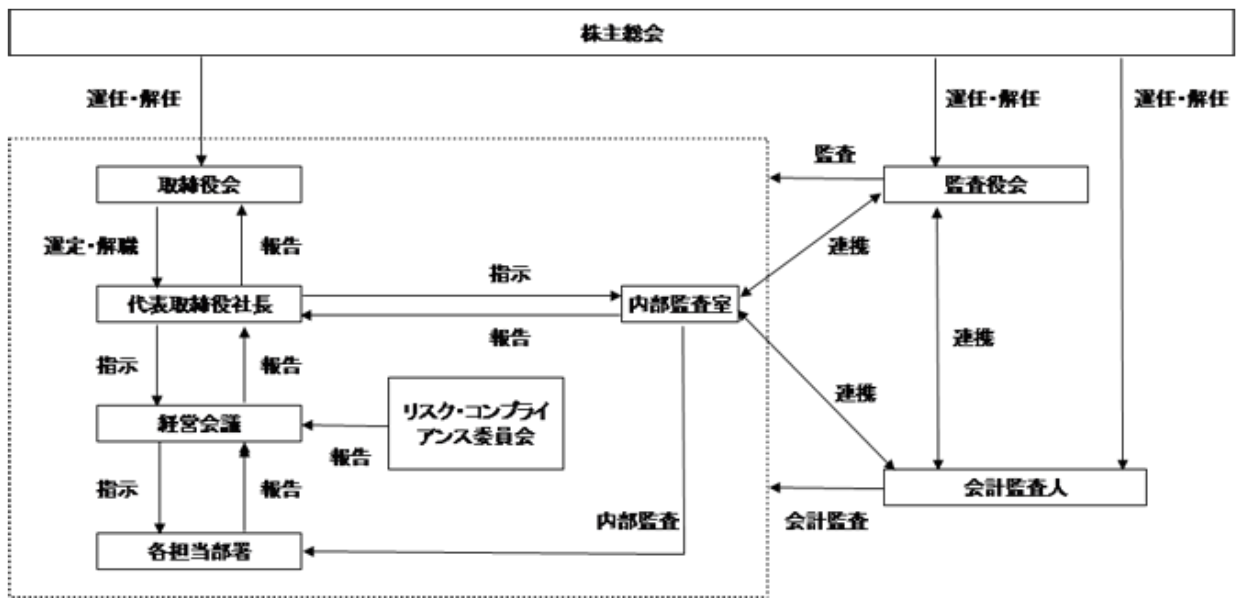 株主総会
選任・解任
選任・解任
選任・解任
監査
取締役会
監査役会
選定・解職
報告
連携
指示
代表取締役社長
内部監査室
報告
連携
指示
報告
リスク・コンプライ
アンス委員会
連携
経営会議
報告
指示
報告
会計監査人
内部監査
会計監査
各担当部署